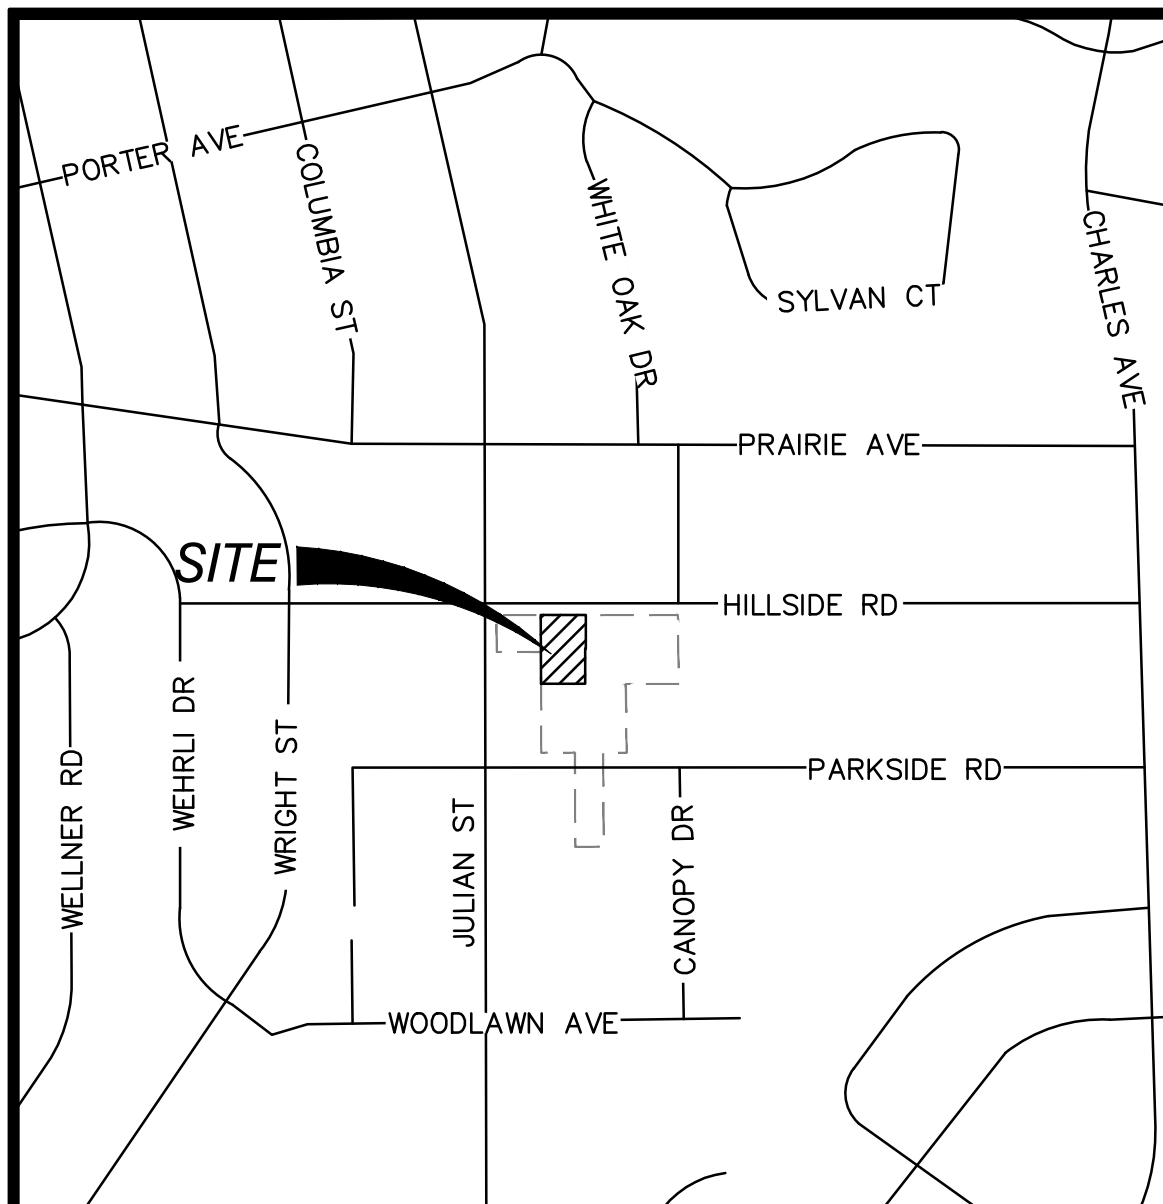 PORTER AVE
COLUMBIA ST
WHITE OAK DR
SYLVAN CT
CHARLES AVE
PRAIRIE AVE
SITE
HILLSIDE RD
WELLNER RD
WEHRLI DR
WRIGHT ST
JULIAN ST
CANOPY DR
PARKSIDE RD
WOODLAWN AVE